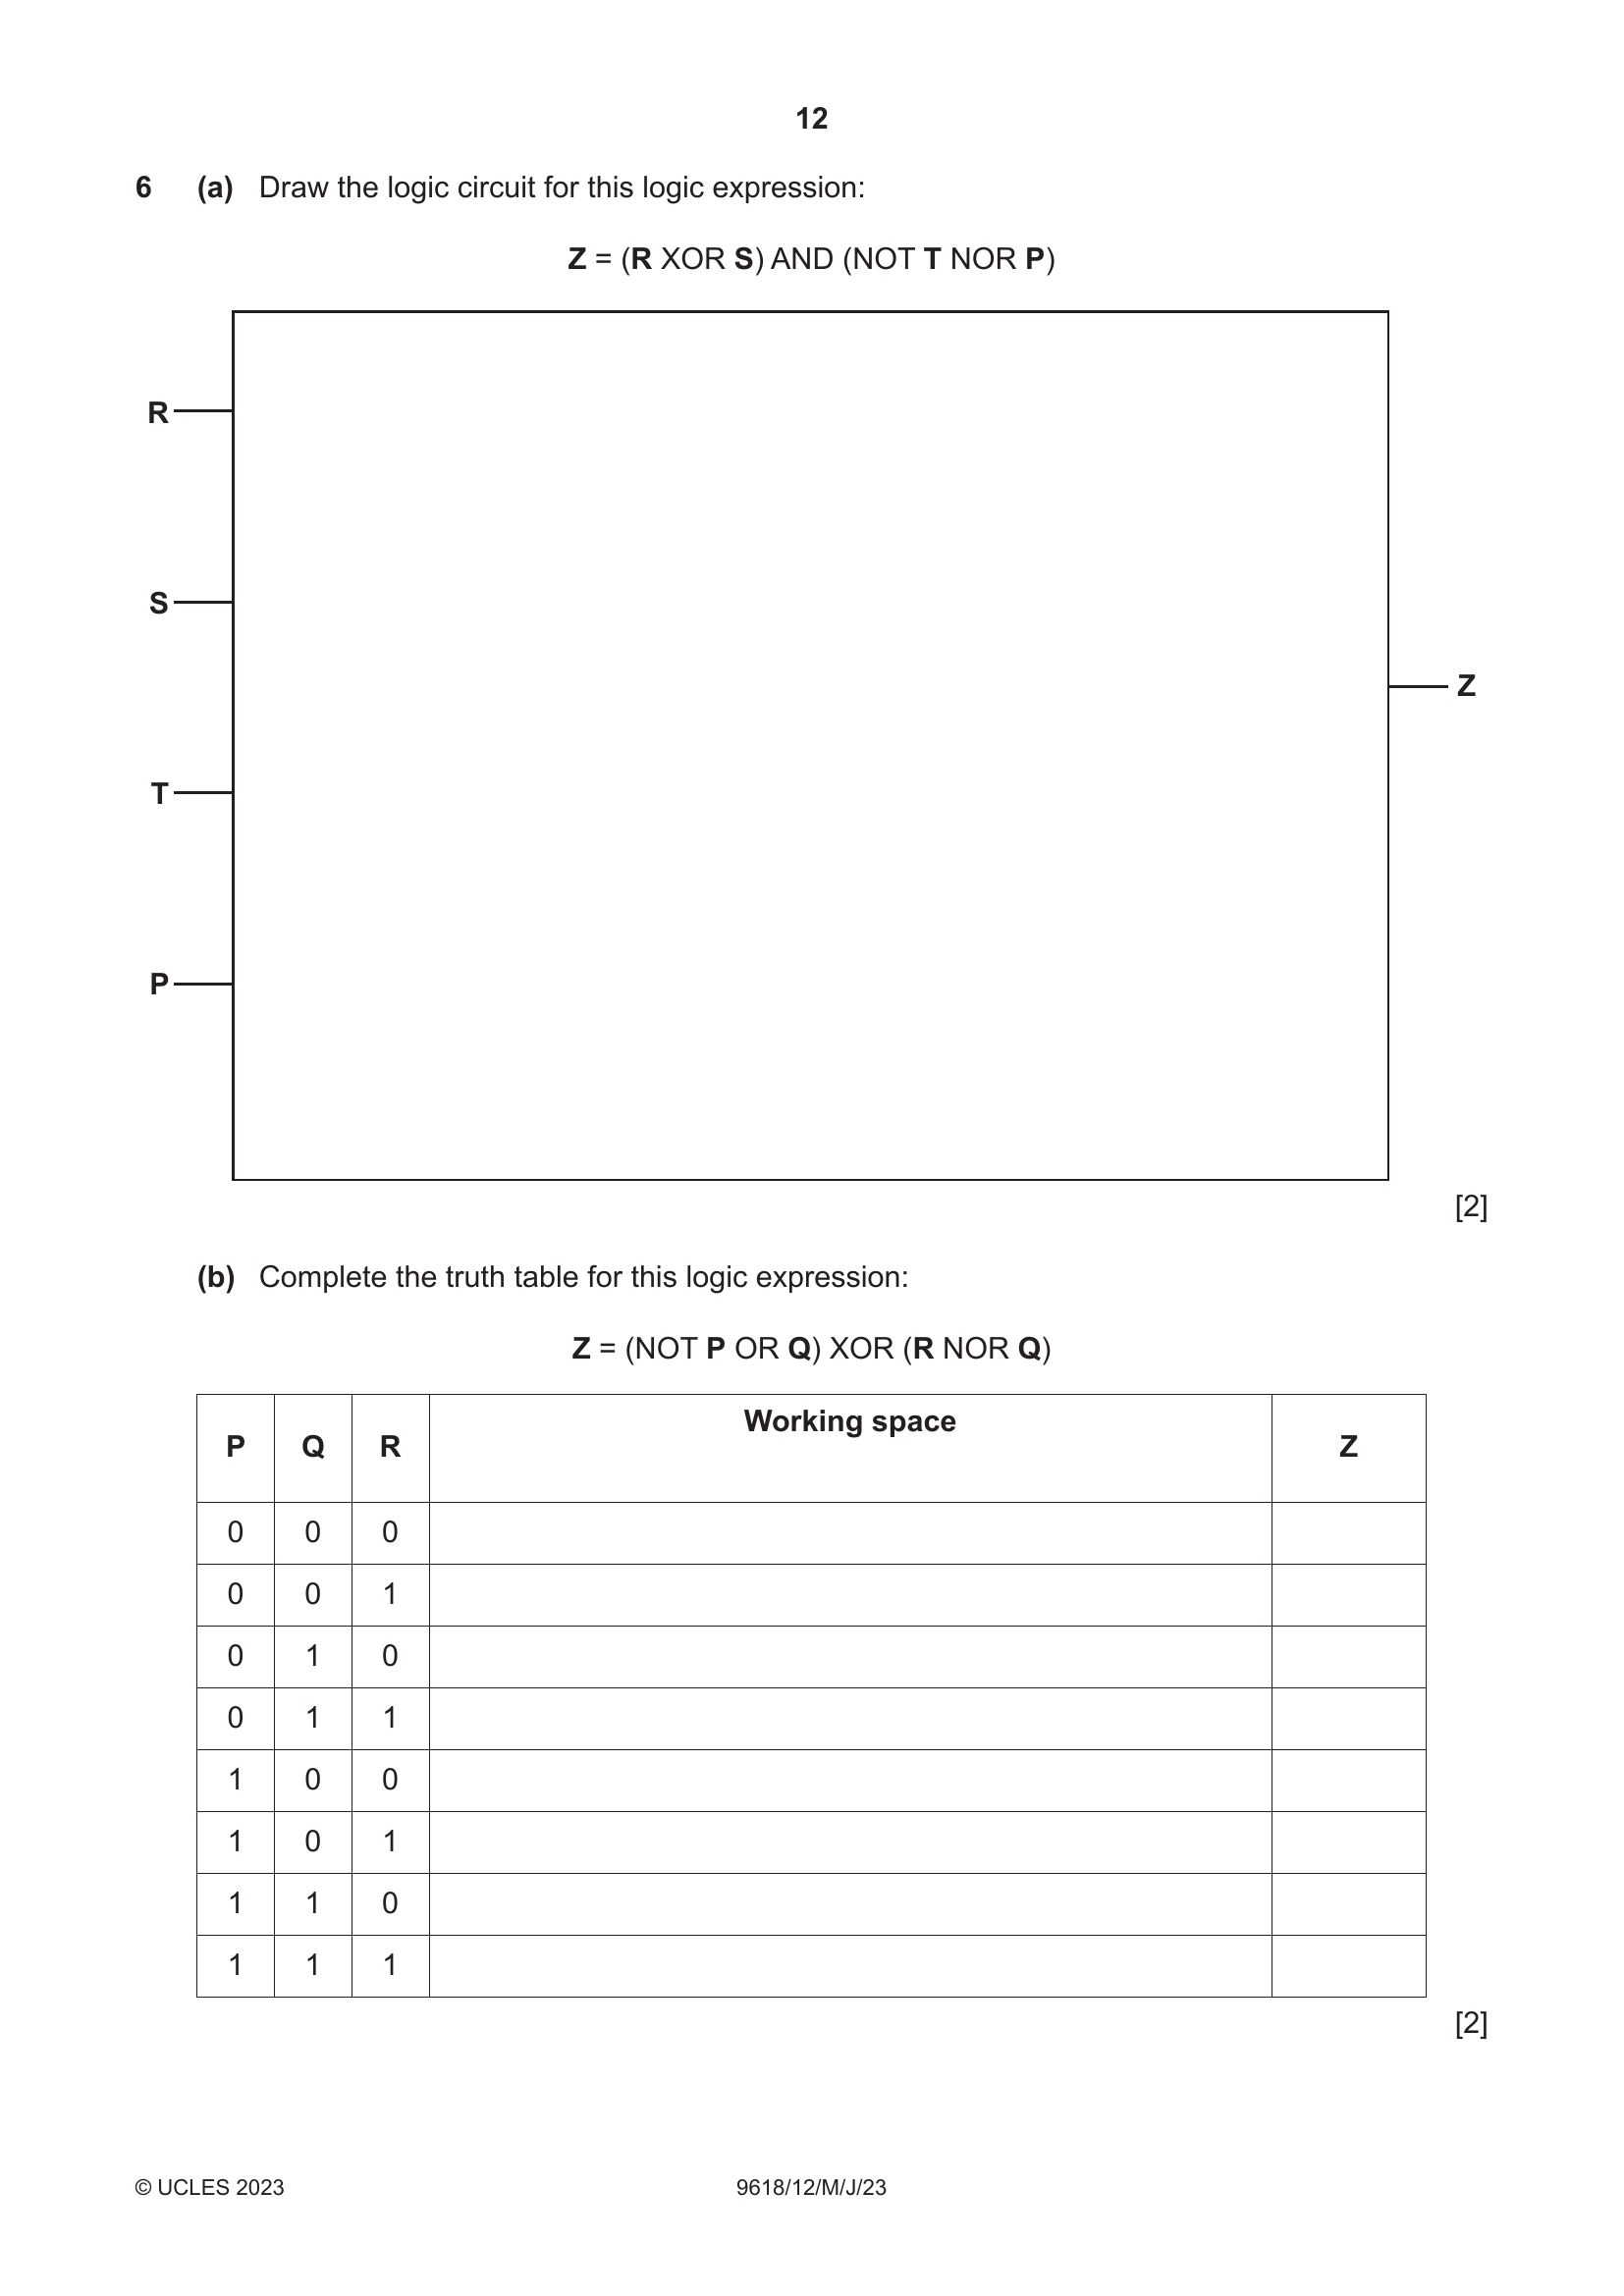 12
6 (a) Draw the logic circuit for this logic expression:
Z = (R XOR S) AND (NOT T NOR P)
R
S
Z
T
P
[2]
(b) Complete the truth table for this logic expression:
Z = (NOT P OR Q) XOR (R NOR Q)
P Q R Working space Z
0 0 0
0 0 1
0 1 0
0 1 1
1 0 0
1 0 1
1 1 0
1 1 1
[2]
© UCLES 2023 9618/12/M/J/23